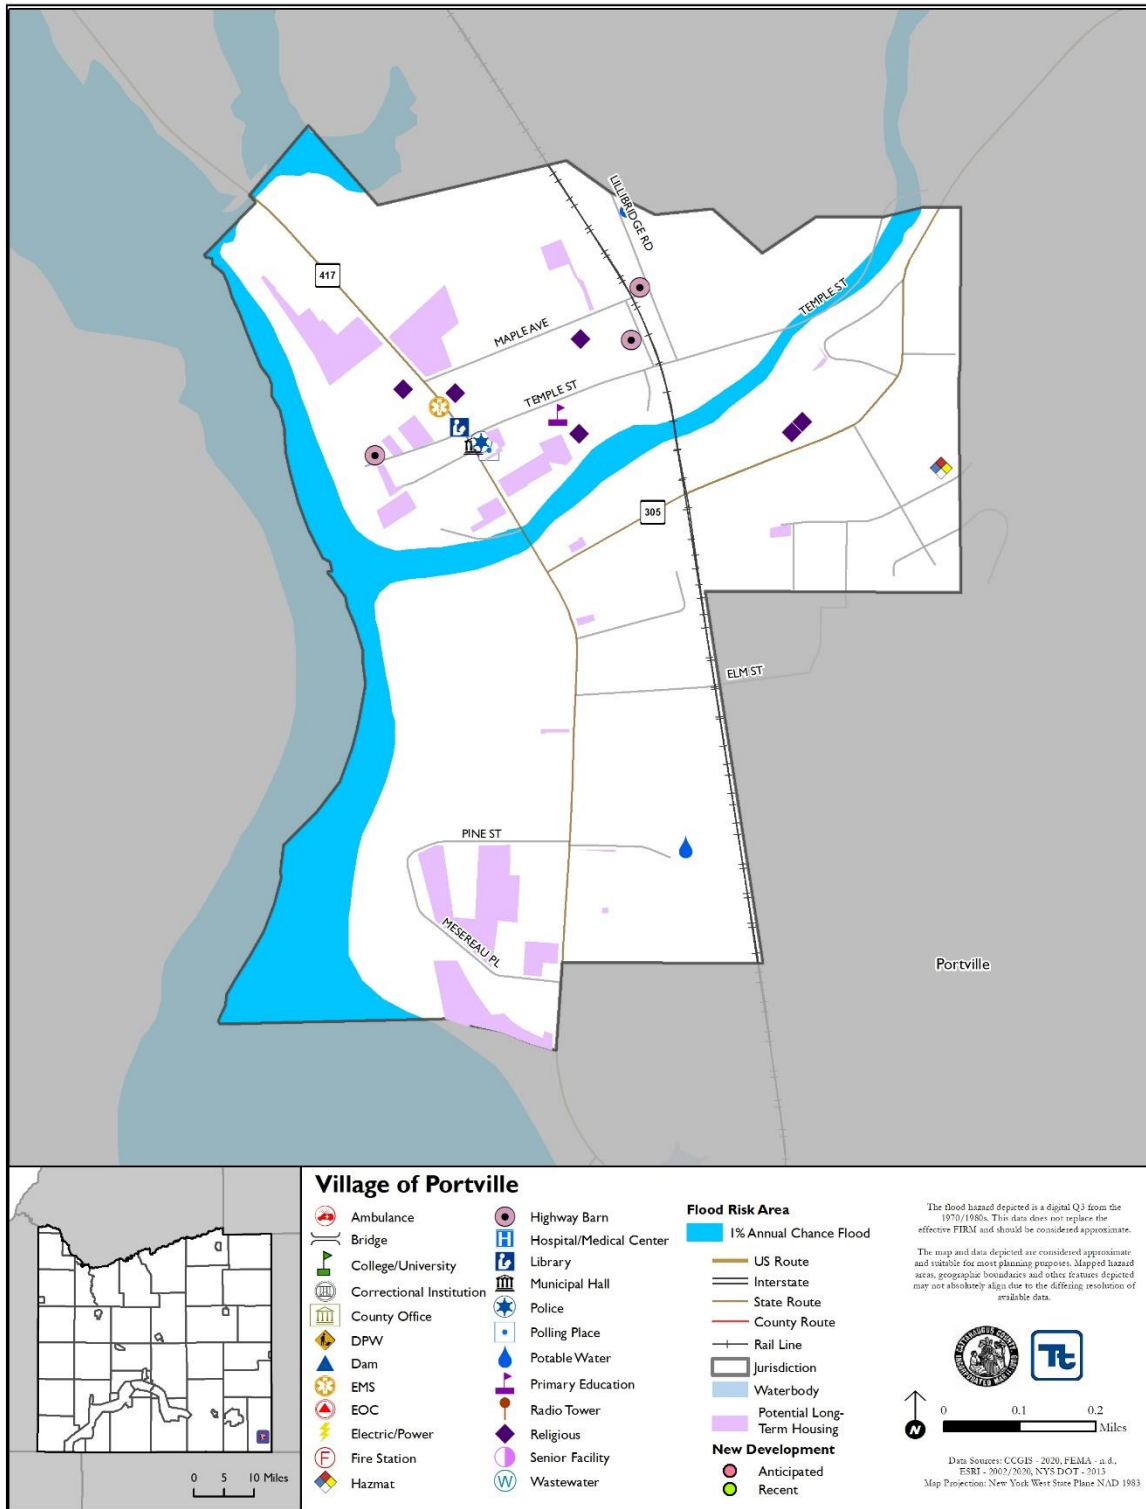 LILLIBRIDGE RD
417
TEMPLE ST
MAPLE AVE
TEMPLE ST
305
ELM ST
PINE ST
MESEREAU PL
Portville
Village of Portville
Ambulance
Bridge
College/University
Correctional Institution
County Office
DPW
Dam
EMS
EOC
Electric/Power
Fire Station
Hazmat
Highway Barn
Hospital/Medical Center
Library
Municipal Hall
Police
Polling Place
Potable Water
Primary Education
Radio Tower
Religious
Senior Facility
Wastewater
Flood Risk Area
1% Annual Chance Flood
US Route
Interstate
State Route
County Route
Rail Line
Jurisdiction
Waterbody
Potential Long-
Term Housing
New Development
Anticipated
Recent
The flood hazard depicted is a digital Q3 from the
1970/1980s. This data does not replace the
effective FIRM and should be considered approximate.
The map and data depicted are considered approximate
and suitable for most planning purposes. Mapped hazard
areas, geographic boundaries and other features depicted
may not absolutely align due to the differing resolution of
available data.
Tt
N
0 0.1 0.2
Miles
Data Sources: CCGIS - 2020, FEMA - n.d.,
ESRI - 2002/2020, NYS DOT - 2013
Map Projection: New York West State Plane NAD 1983
0 5 10 Miles